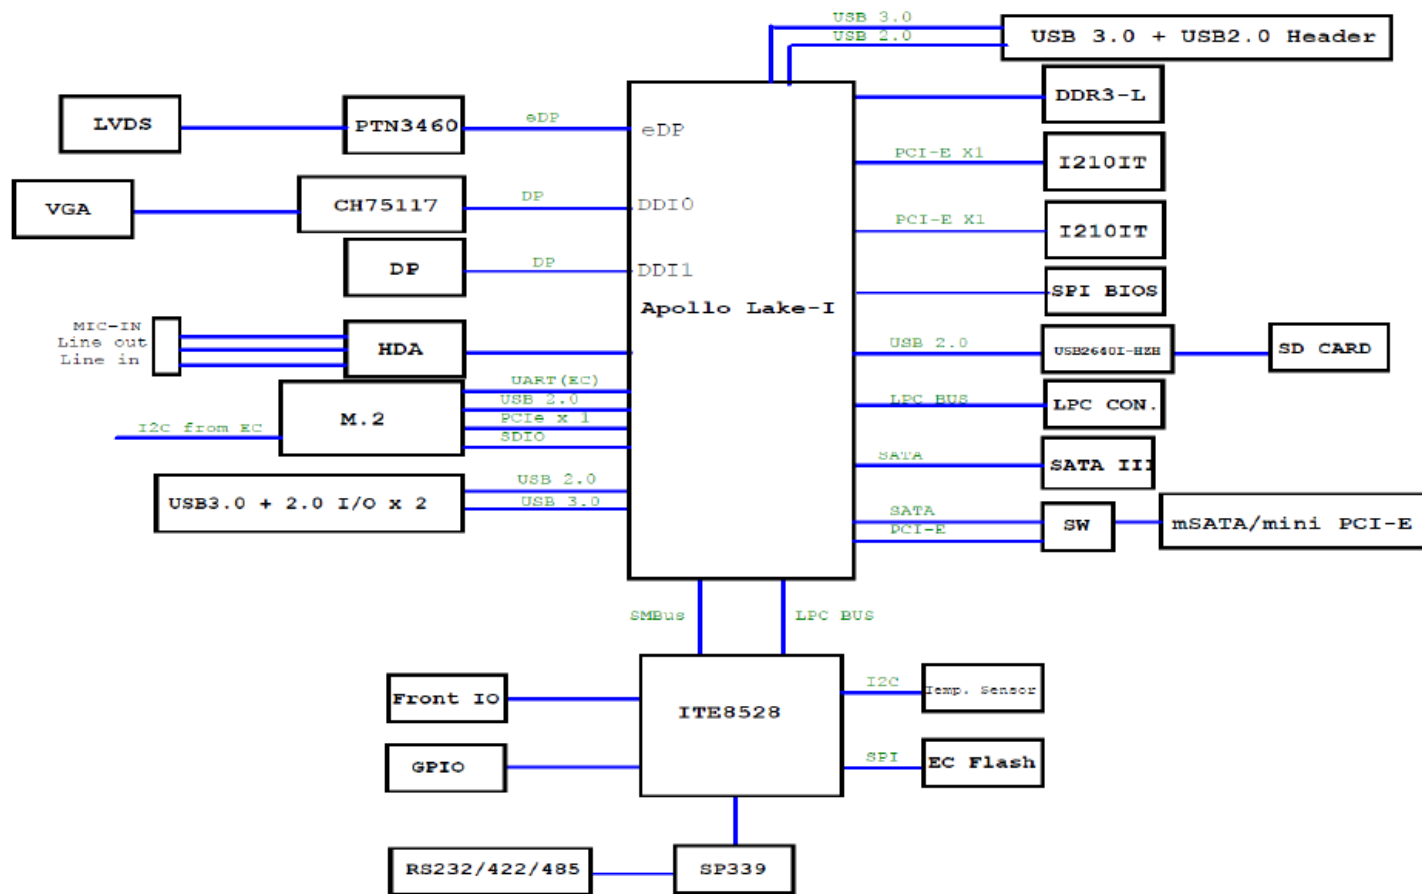 USB 3.0
USB 2.0
USB 3.0 + USB2.0 Header
DDR3-L
LVDS
PTN3460
eDP
eDP
PCI-E X1
I210IT
VGA
CH75117
DP
DDI0
PCI-E X1
I210IT
DP
DP
DDI1
SPI BIOS
Apollo Lake-I
MIC-IN
Line out
Line in
HDA
USB 2.0
USB2640I-HZH
SD CARD
UART(EC)
USB 2.0
PCIe x 1
SDIO
M.2
I2C from EC
LPC BUS
LPC CON.
SATA
SATA III
USB 2.0
USB 3.0
USB3.0 + 2.0 I/O x 2
SATA
PCI-E
SW
mSATA/mini PCI-E
SMBus
LPC BUS
Front IO
ITE8528
I2C
Temp. Sensor
GPIO
SPI
EC Flash
RS232/422/485
SP339